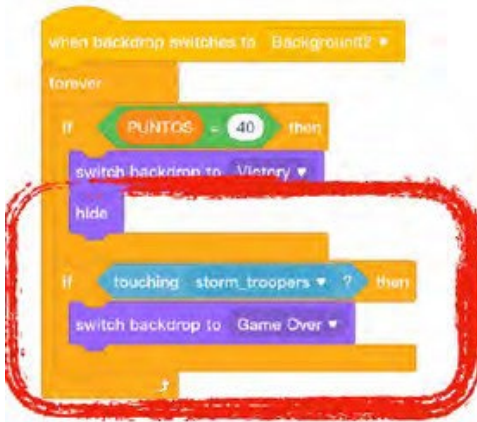 when backdrop switches to Background2
forever
if PUNTOS = 40 then
switch backdrop to Victory
hide
if touching storm_troopers ? then
switch backdrop to Game Over